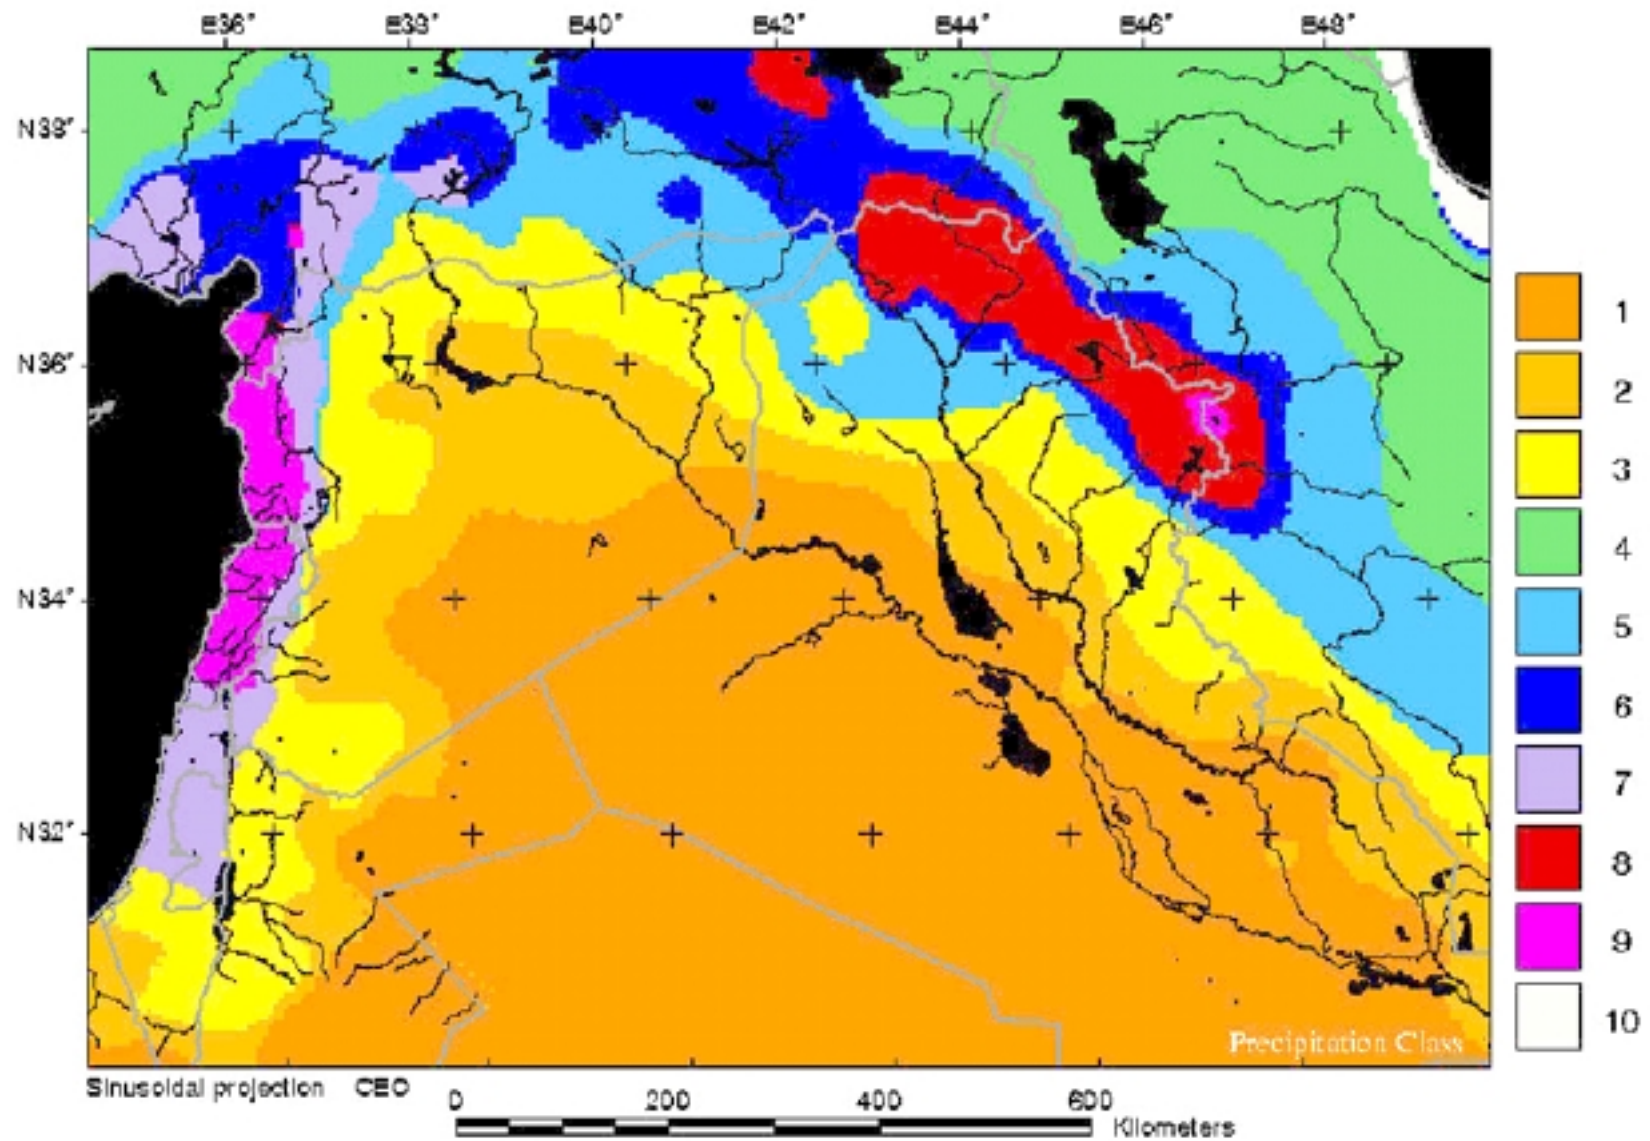 E36° E38° E40° E42° E44° E46° E48°
N38°
N36°
N34°
N32°
1
2
3
4
5
6
7
8
9
10
Precipitation Class
Sinusoidal projection CEO
0 200 400 600
Kilometers